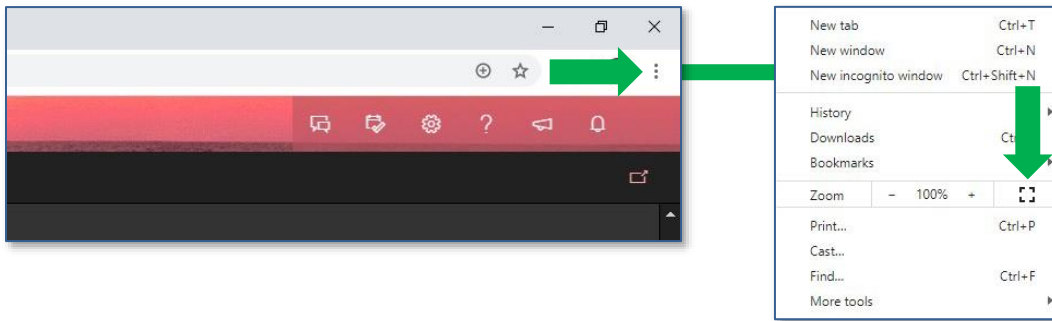 New tab Ctrl+T
New window Ctrl+N
New incognito window Ctrl+Shift+N
History
Downloads
Bookmarks
Zoom - 100% +
Print... Ctrl+P
Cast...
Find... Ctrl+F
More tools